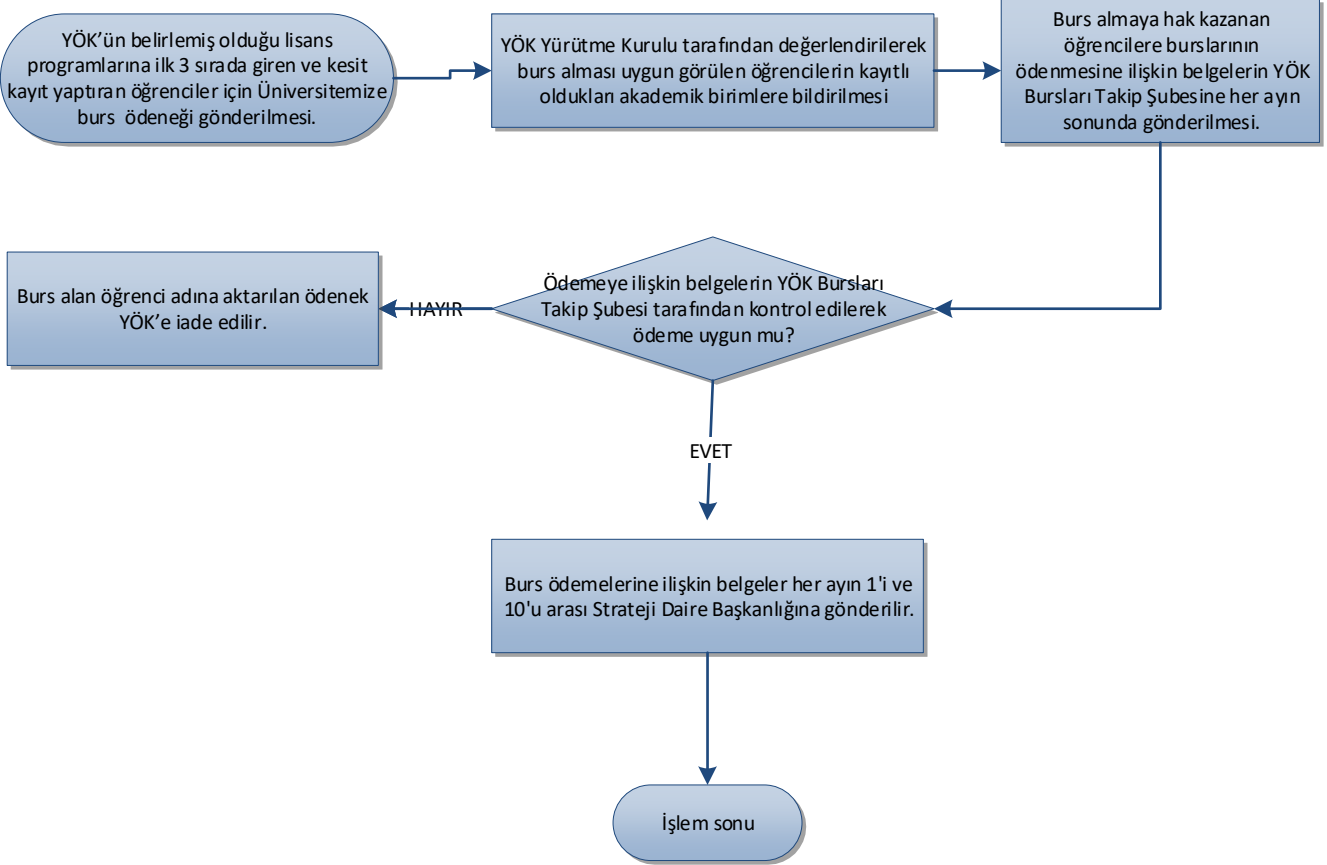 YÖK’ün belirlemiş olduğu lisans
programlarına ilk 3 sırada giren ve kesit
kayıt yaptıran öğrenciler için Üniversitemize
burs ödeneği gönderilmesi.
YÖK Yürütme Kurulu tarafından değerlendirilerek
burs alması uygun görülen öğrencilerin kayıtlı
oldukları akademik birimlere bildirilmesi
Burs almaya hak kazanan
öğrencilere burslarının
ödenmesine ilişkin belgelerin YÖK
Bursları Takip Şubesine her ayın
sonunda gönderilmesi.
Ödemeye ilişkin belgelerin YÖK Bursları
Takip Şubesi tarafından kontrol edilerek
ödeme uygun mu?
HAYIR
Burs alan öğrenci adına aktarılan ödenek
YÖK’e iade edilir.
EVET
Burs ödemelerine ilişkin belgeler her ayın 1'i ve
10'u arası Strateji Daire Başkanlığına gönderilir.
İşlem sonu